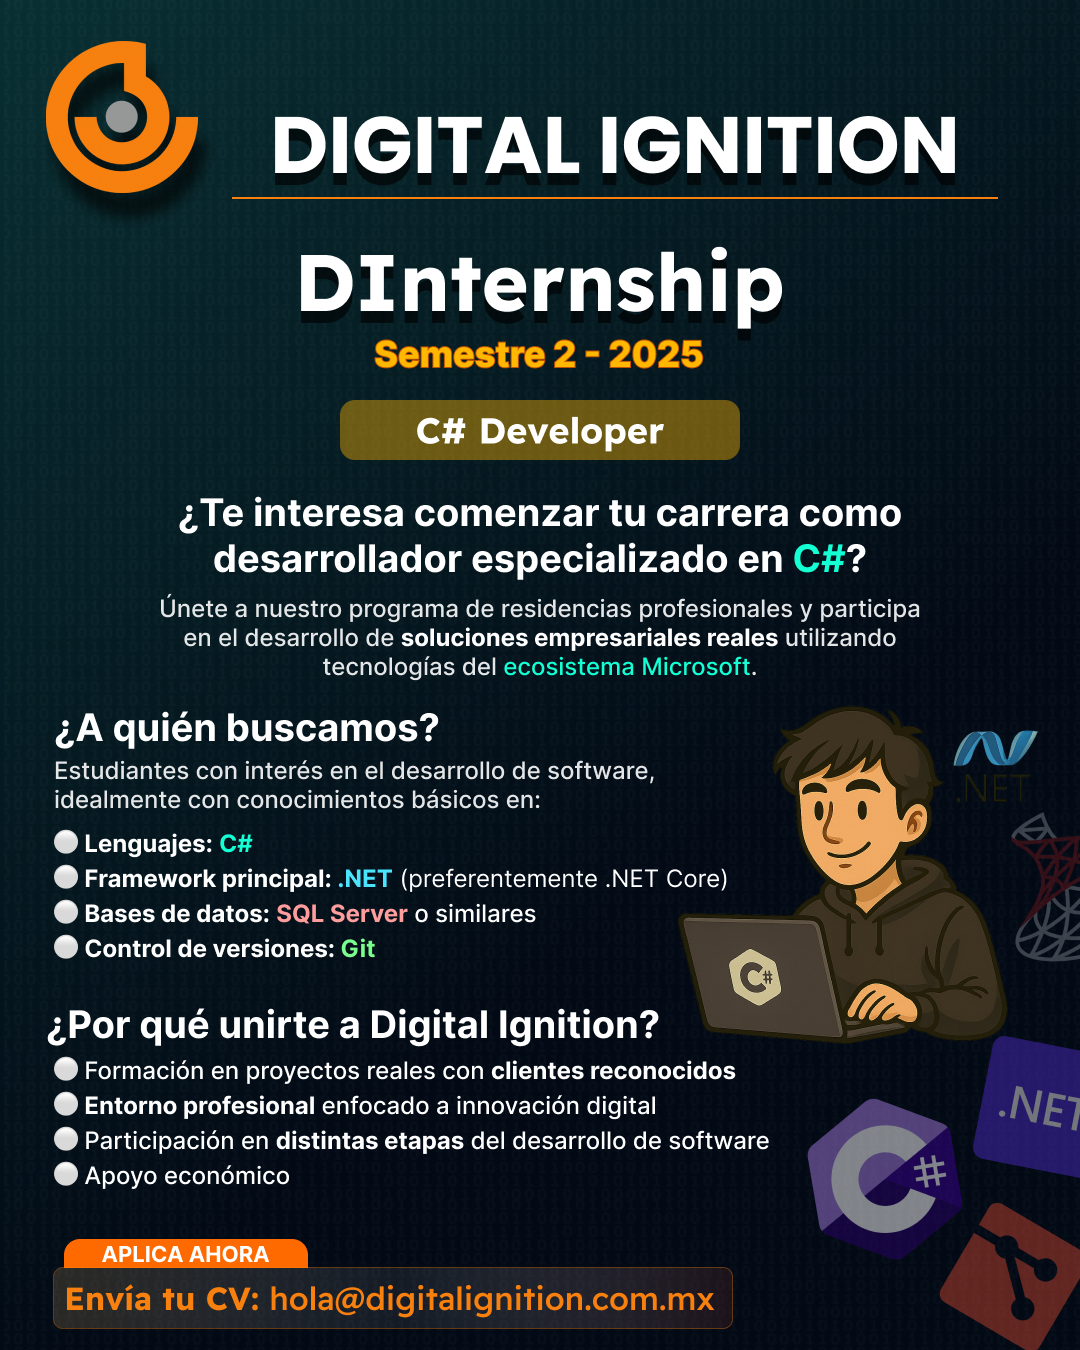 DIGITAL IGNITION
DInternship
Semestre 2 - 2025
C# Developer
¿Te interesa comenzar tu carrera como
desarrollador especializado en C#?
Únete a nuestro programa de residencias profesionales y participa
en el desarrollo de soluciones empresariales reales utilizando
tecnologías del ecosistema Microsoft.
¿A quién buscamos?
Estudiantes con interés en el desarrollo de software,
idealmente con conocimientos básicos en:
Lenguajes: C#
Framework principal: .NET (preferentemente .NET Core)
Bases de datos: SQL Server o similares
Control de versiones: Git
.NET
C#
¿Por qué unirte a Digital Ignition?
Formación en proyectos reales con clientes reconocidos
Entorno profesional enfocado a innovación digital
Participación en distintas etapas del desarrollo de software
Apoyo económico
.NET
C#
APLICA AHORA
Envía tu CV: hola@digitalignition.com.mx